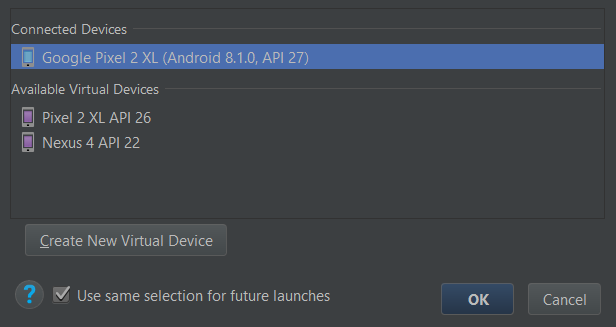 Connected Devices
Google Pixel 2 XL (Android 8.1.0, API 27)
Available Virtual Devices
Pixel 2 XL API 26
Nexus 4 API 22
Create New Virtual Device
? Use same selection for future launches OK Cancel